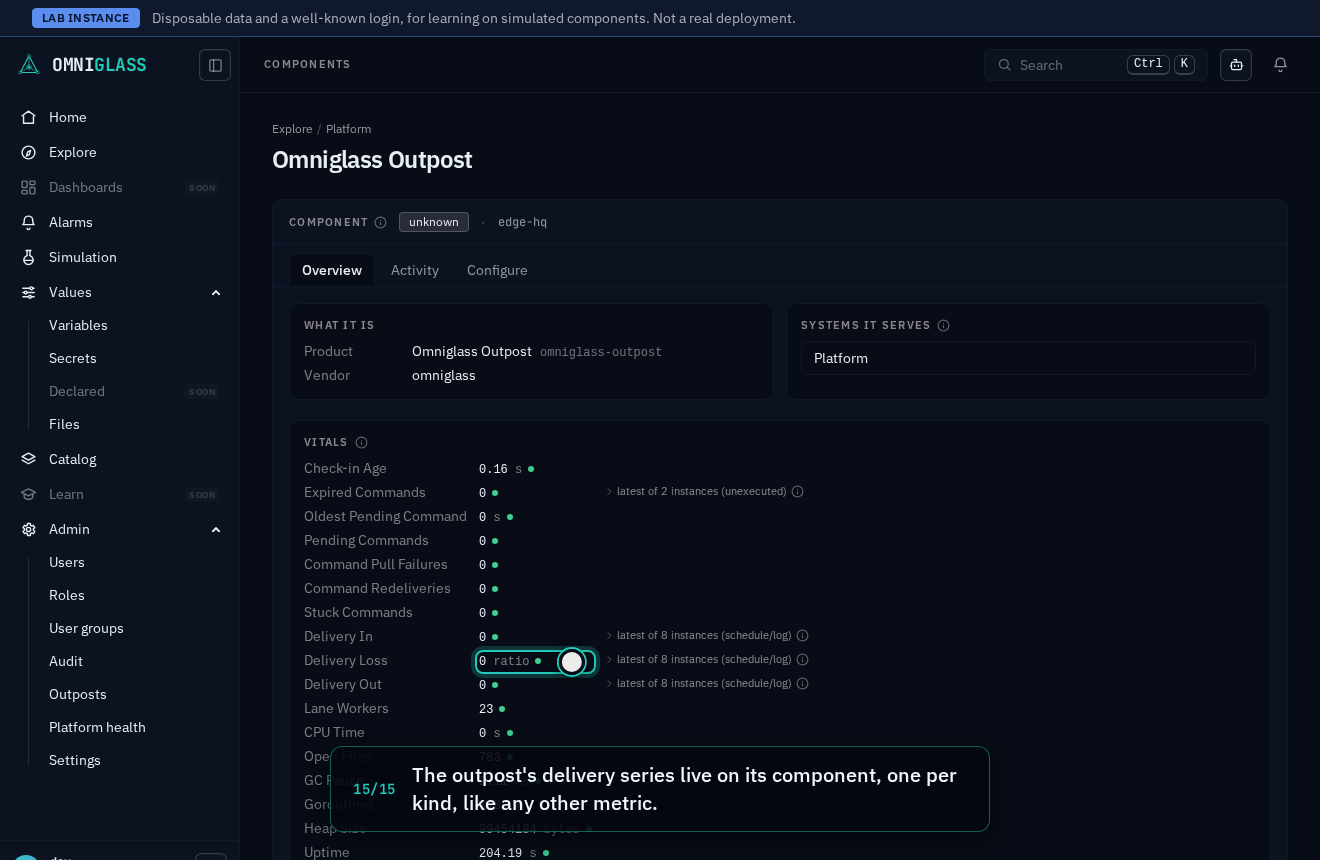 LAB INSTANCE Disposable data and a well-known login, for learning on simulated components. Not a real deployment.
OMNIGLASS
COMPONENTS
Search Ctrl K
Home
Explore
Dashboards SOON
Alarms
Simulation
Values
Variables
Secrets
Declared SOON
Files
Catalog
Learn SOON
Admin
Users
Roles
User groups
Audit
Outposts
Platform health
Settings
Explore / Platform
Omniglass Outpost
COMPONENT unknown · edge-hq
Overview Activity Configure
WHAT IT IS
Product Omniglass Outpost omniglass-outpost
Vendor omniglass
SYSTEMS IT SERVES
Platform
VITALS
Check-in Age 0.16 s
Expired Commands 0 latest of 2 instances (unexecuted)
Oldest Pending Command 0 s
Pending Commands 0
Command Pull Failures 0
Command Redeliveries 0
Stuck Commands 0
Delivery In 0 latest of 8 instances (schedule/log)
Delivery Loss 0 ratio latest of 8 instances (schedule/log)
Delivery Out 0 latest of 8 instances (schedule/log)
Lane Workers 23
CPU Time 0 s
Open Files 783
GC Pause
Goroutines
Heap Size bytes
Uptime 204.19 s
15/15 The outpost's delivery series live on its component, one per
kind, like any other metric.